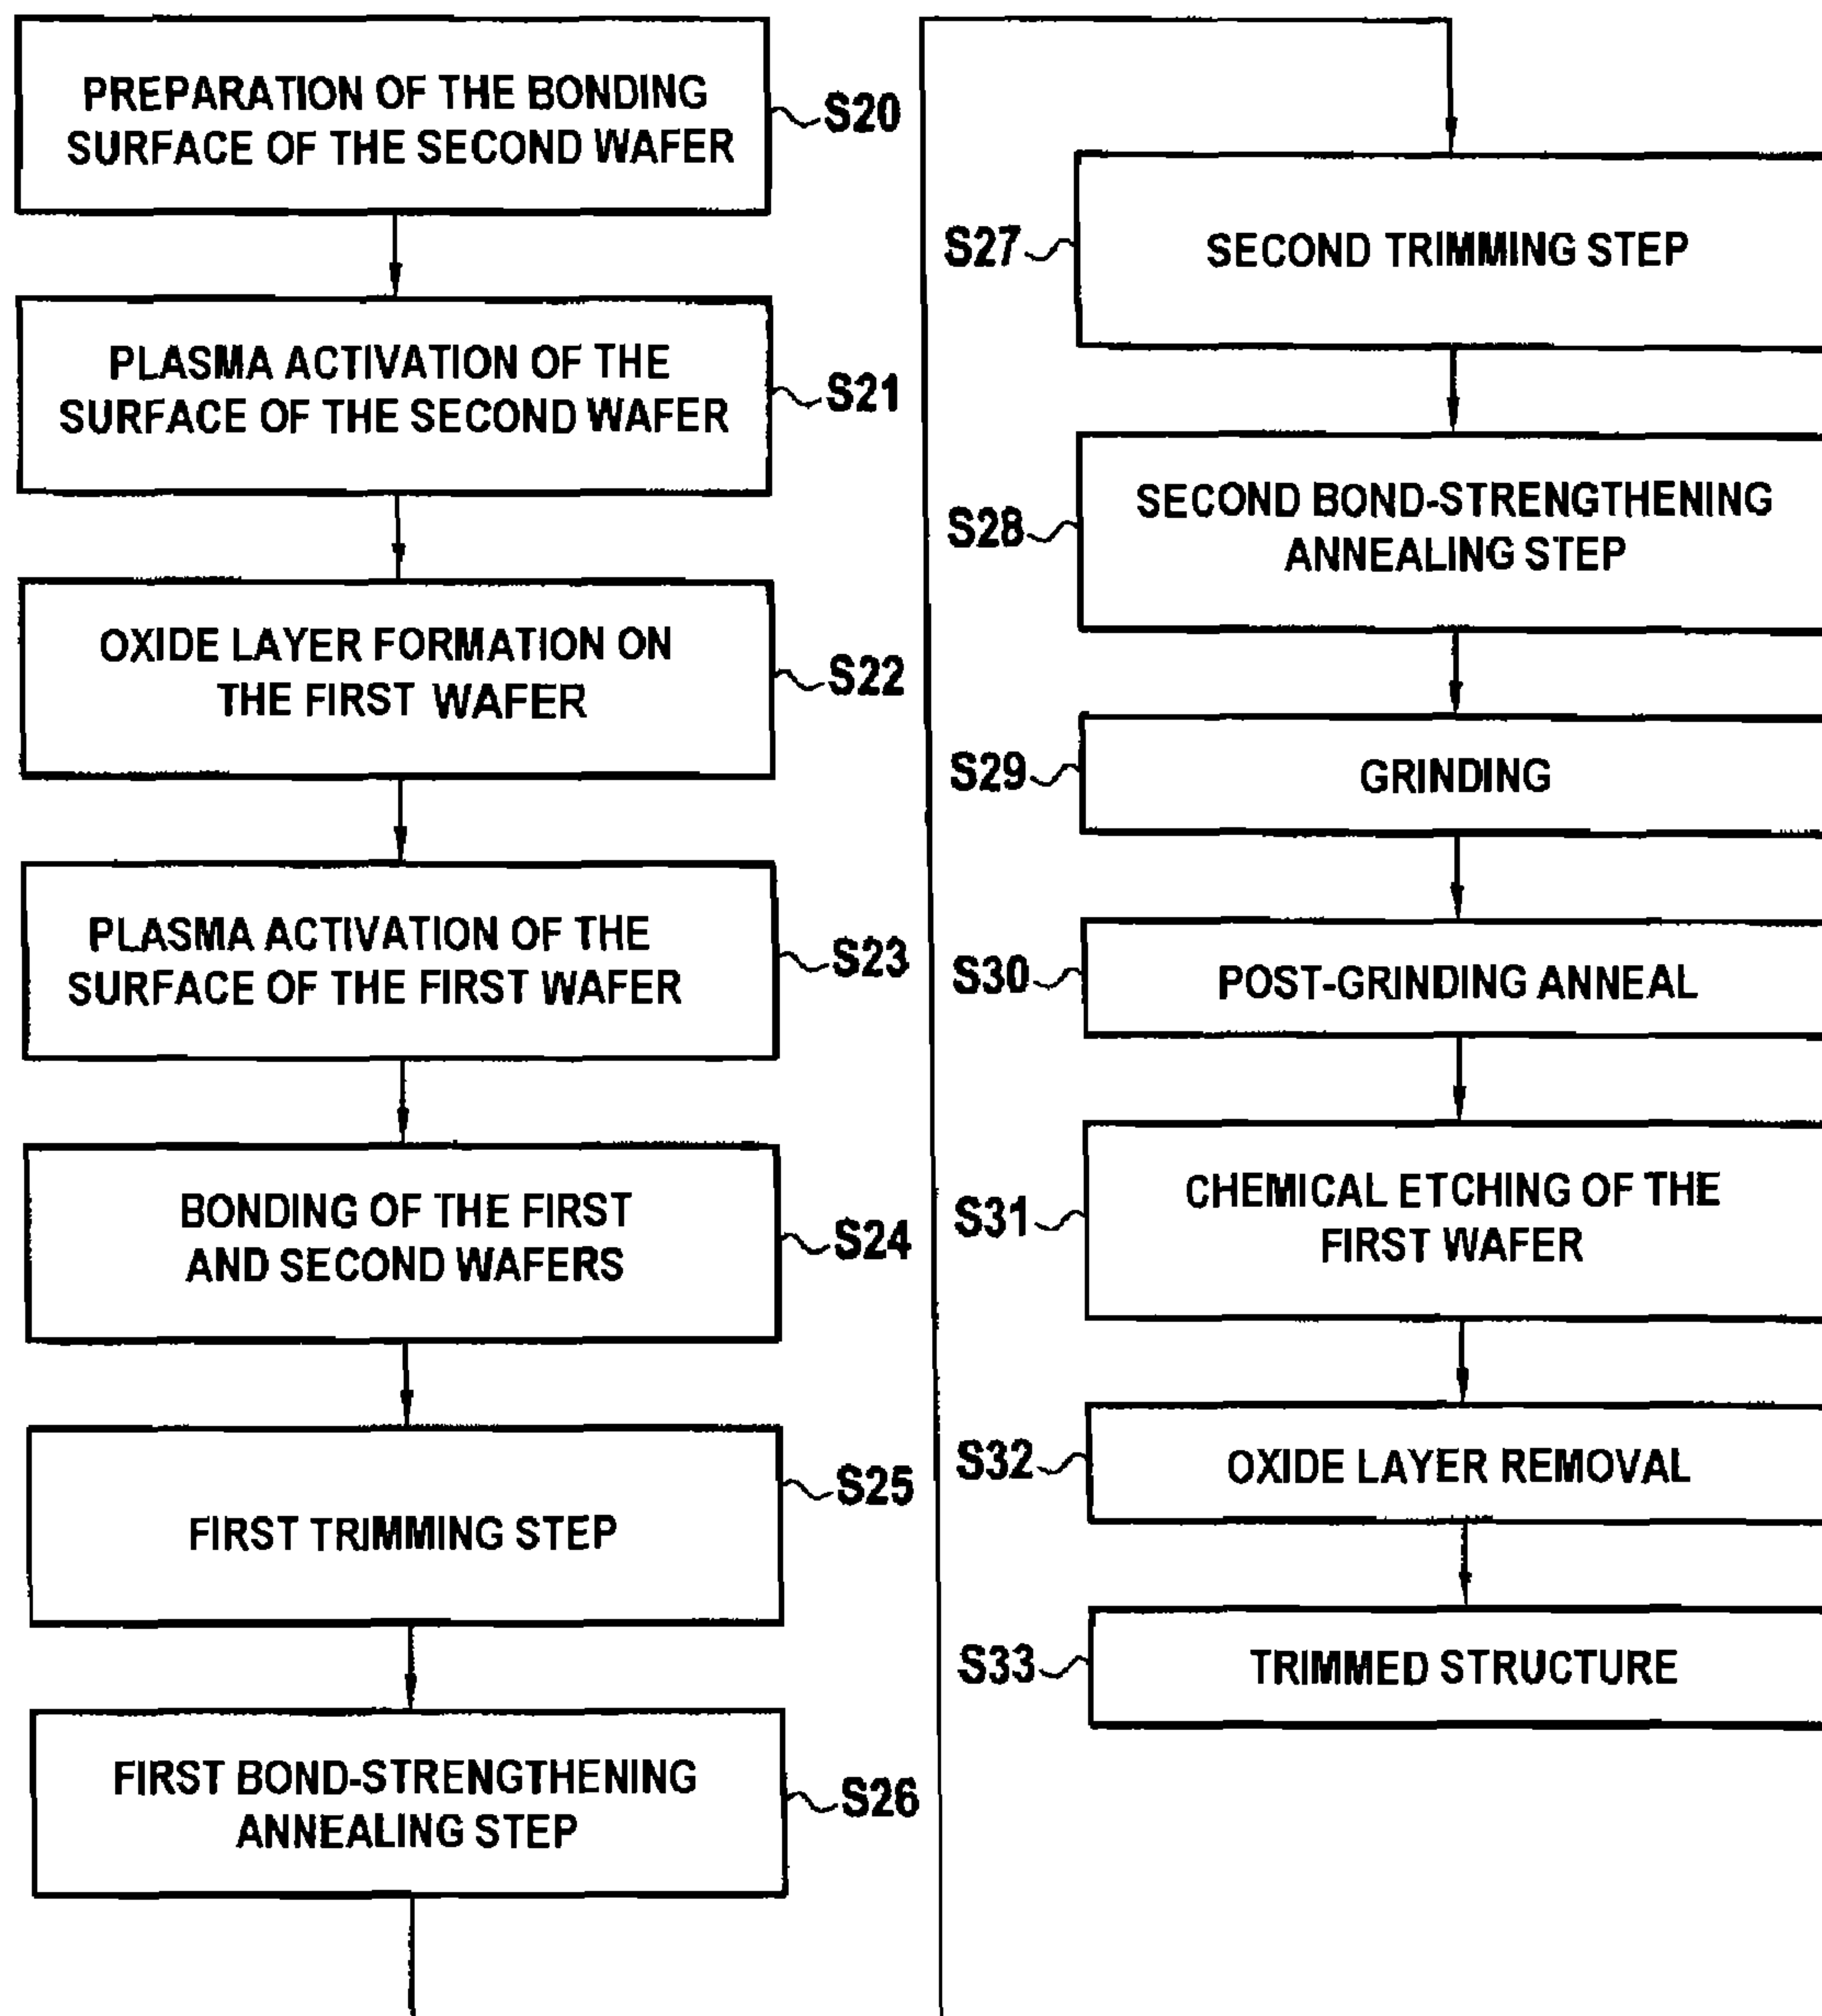 PREPARATION OF THE BONDING
SURFACE OF THE SECOND WAFER
S20
PLASMA ACTIVATION OF THE
SURFACE OF THE SECOND WAFER
S21
OXIDE LAYER FORMATION ON
THE FIRST WAFER
S22
PLASMA ACTIVATION OF THE
SURFACE OF THE FIRST WAFER
S23
BONDING OF THE FIRST
AND SECOND WAFERS
S24
FIRST TRIMMING STEP
S25
FIRST BOND-STRENGTHENING
ANNEALING STEP
S26
S27
SECOND TRIMMING STEP
S28
SECOND BOND-STRENGTHENING
ANNEALING STEP
S29
GRINDING
S30
POST-GRINDING ANNEAL
S31
CHEMICAL ETCHING OF THE
FIRST WAFER
S32
OXIDE LAYER REMOVAL
S33
TRIMMED STRUCTURE